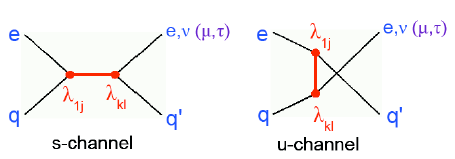 e e,ν (μ,τ)
λ1j λkl
q q'
s-channel
e e,ν (μ,τ)
λ1j
λkl
q q'
u-channel